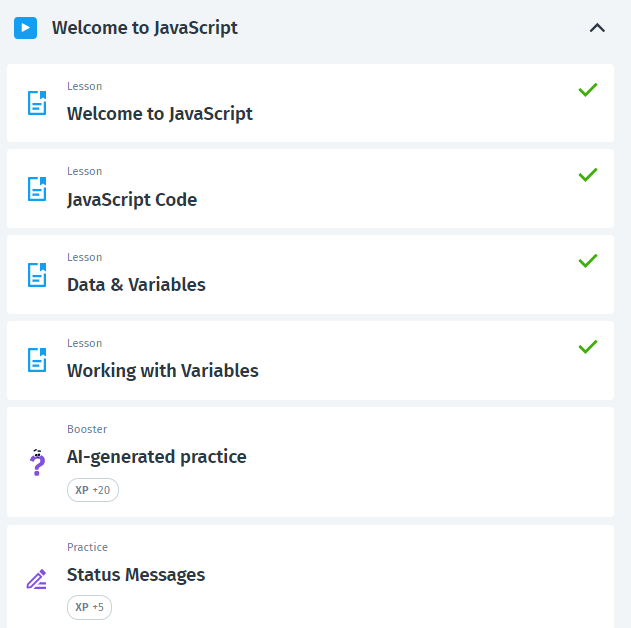 Welcome to JavaScript
Lesson
Welcome to JavaScript
Lesson
JavaScript Code
Lesson
Data & Variables
Lesson
Working with Variables
Booster
AI-generated practice
XP +20
Practice
Status Messages
XP +5